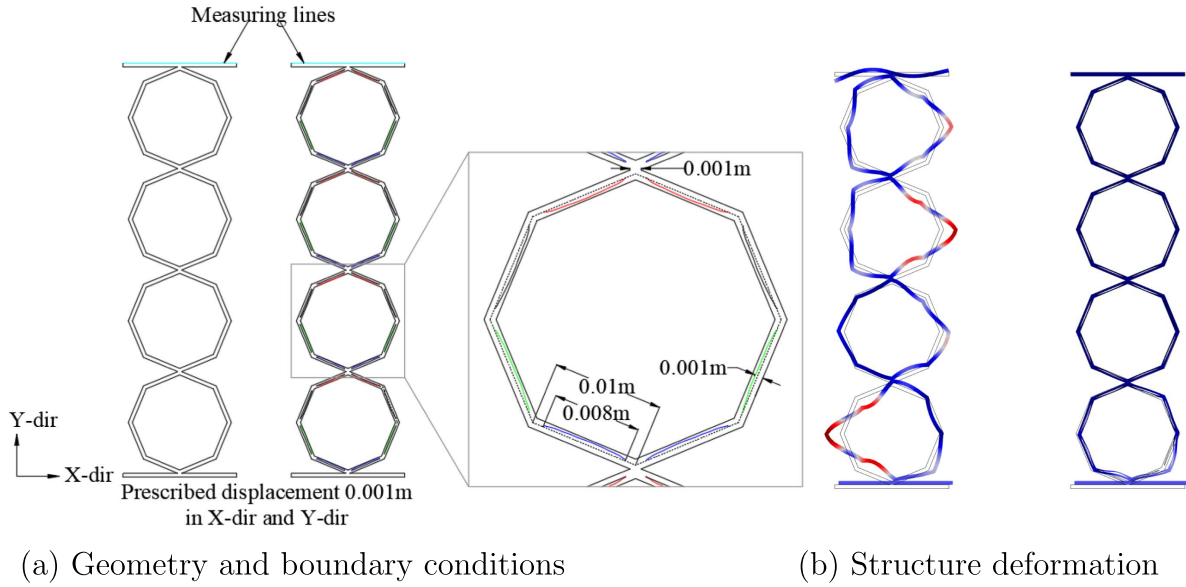 Measuring lines
0.001m
0.001m
0.01m
0.008m
Y-dir
X-dir
Prescribed displacement 0.001m
in X-dir and Y-dir
(a) Geometry and boundary conditions
(b) Structure deformation